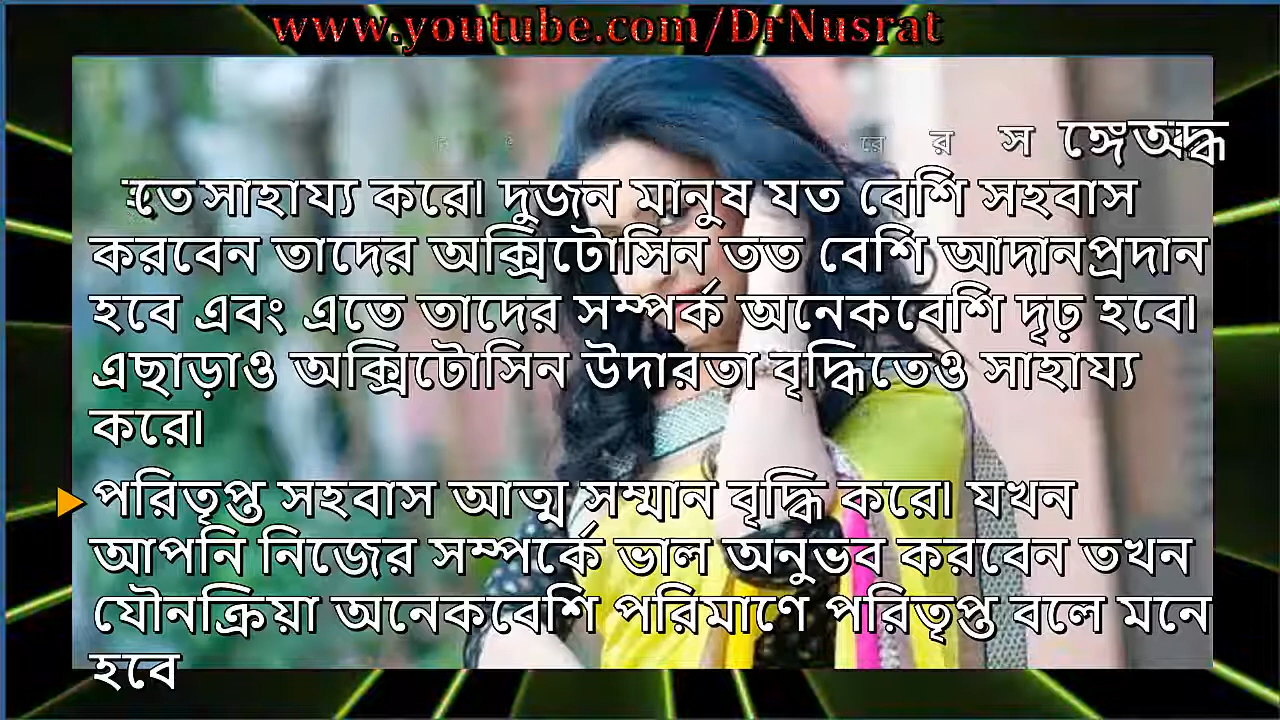 www.youtube.com/DrNusrat
সাহায্য করে। দুজন মানুষ যত বেশি সহবাস
করবেন তাদের অক্সিটোসিন তত বেশি আদানপ্রদান
হবে এবং এতে তাদের সম্পর্ক অনেকবেশি দৃঢ় হবে।
এছাড়াও অক্সিটোসিন উদারতা বৃদ্ধিতেও সাহায্য
করে।
পরিতৃপ্ত সহবাস আত্ম সম্মান বৃদ্ধি করে। যখন
আপনি নিজের সম্পর্কে ভাল অনুভব করবেন তখন
যৌনক্রিয়া অনেকবেশি পরিমাণে পরিতৃপ্ত বলে মনে
হবে